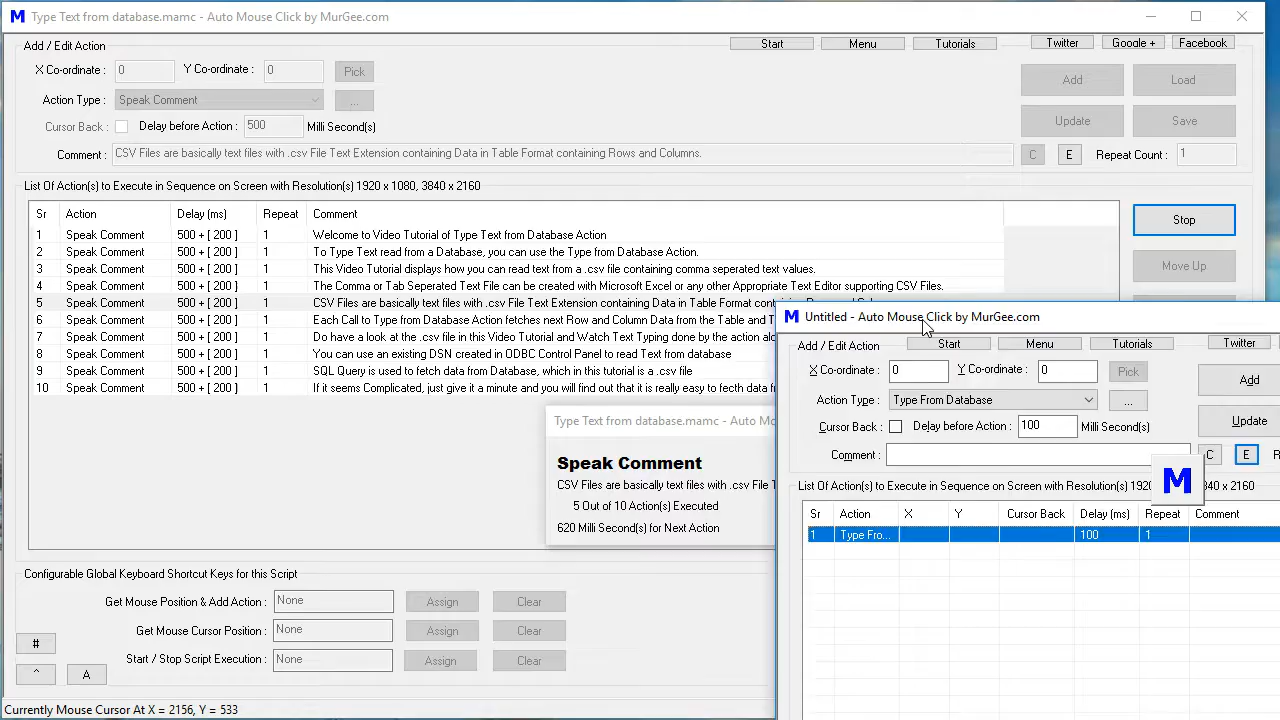 M Type Text from database.mamc - Auto Mouse Click by MurGee.com
Add / Edit Action Start Menu Tutorials Twitter Google + Facebook
X Co-ordinate : 0 Y Co-ordinate : 0 Pick Add Load
Action Type : Speak Comment ...
Cursor Back : Delay before Action : 500 Milli Second(s) Update Save
Comment : CSV Files are basically text files with .csv File Text Extension containing Data in Table Format containing Rows and Columns. C E Repeat Count : 1
List Of Action(s) to Execute in Sequence on Screen with Resolution(s) 1920 x 1080, 3840 x 2160
Sr Action Delay (ms) Repeat Comment
Stop
1 Speak Comment 500 + [ 200 ] 1 Welcome to Video Tutorial of Type Text from Database Action
2 Speak Comment 500 + [ 200 ] 1 To Type Text read from a Database, you can use the Type from Database Action.
3 Speak Comment 500 + [ 200 ] 1 This Video Tutorial displays how you can read text from a .csv file containing comma seperated text values.
Move Up
4 Speak Comment 500 + [ 200 ] 1 The Comma or Tab Seperated Text File can be created with Microsoft Excel or any other Appropriate Text Editor supporting CSV Files.
5 Speak Comment 500 + [ 200 ] 1 CSV Files are basically text files with .csv File Text Extension containing Data in Table Format
6 Speak Comment 500 + [ 200 ] 1 Each Call to Type from Database Action fetches next Row and Column Data from the Table and T
7 Speak Comment 500 + [ 200 ] 1 Do have a look at the .csv file in this Video Tutorial and Watch Text Typing done by the action
8 Speak Comment 500 + [ 200 ] 1 You can use an existing DSN created in ODBC Control Panel to read Text from database
9 Speak Comment 500 + [ 200 ] 1 SQL Query is used to fetch data from Database, which in this tutorial is a .csv file
10 Speak Comment 500 + [ 200 ] 1 If it seems Complicated, just give it a minute and you will find out that it is really easy to fecth data
Type Text from database.mamc - Auto
Speak Comment
CSV Files are basically text files with .csv File T
5 Out of 10 Action(s) Executed
620 Milli Second(s) for Next Action
M Untitled - Auto Mouse Click by MurGee.com
Add / Edit Action Start Menu Tutorials Twitter
X Co-ordinate : 0 Y Co-ordinate : 0 Pick Add
Action Type : Type From Database ...
Cursor Back : Delay before Action : 100 Milli Second(s) Update
Comment : C E R
M
List Of Action(s) to Execute in Sequence on Screen with Resolution(s) 192 840 x 2160
Sr Action X Y Cursor Back Delay (ms) Repeat Comment
1 Type Fro... 100 1
Configurable Global Keyboard Shortcut Keys for this Script
Get Mouse Position & Add Action : None Assign Clear
Get Mouse Cursor Position : None Assign Clear
#
Start / Stop Script Execution : None Assign Clear
^ A
Currently Mouse Cursor At X = 2156, Y = 533